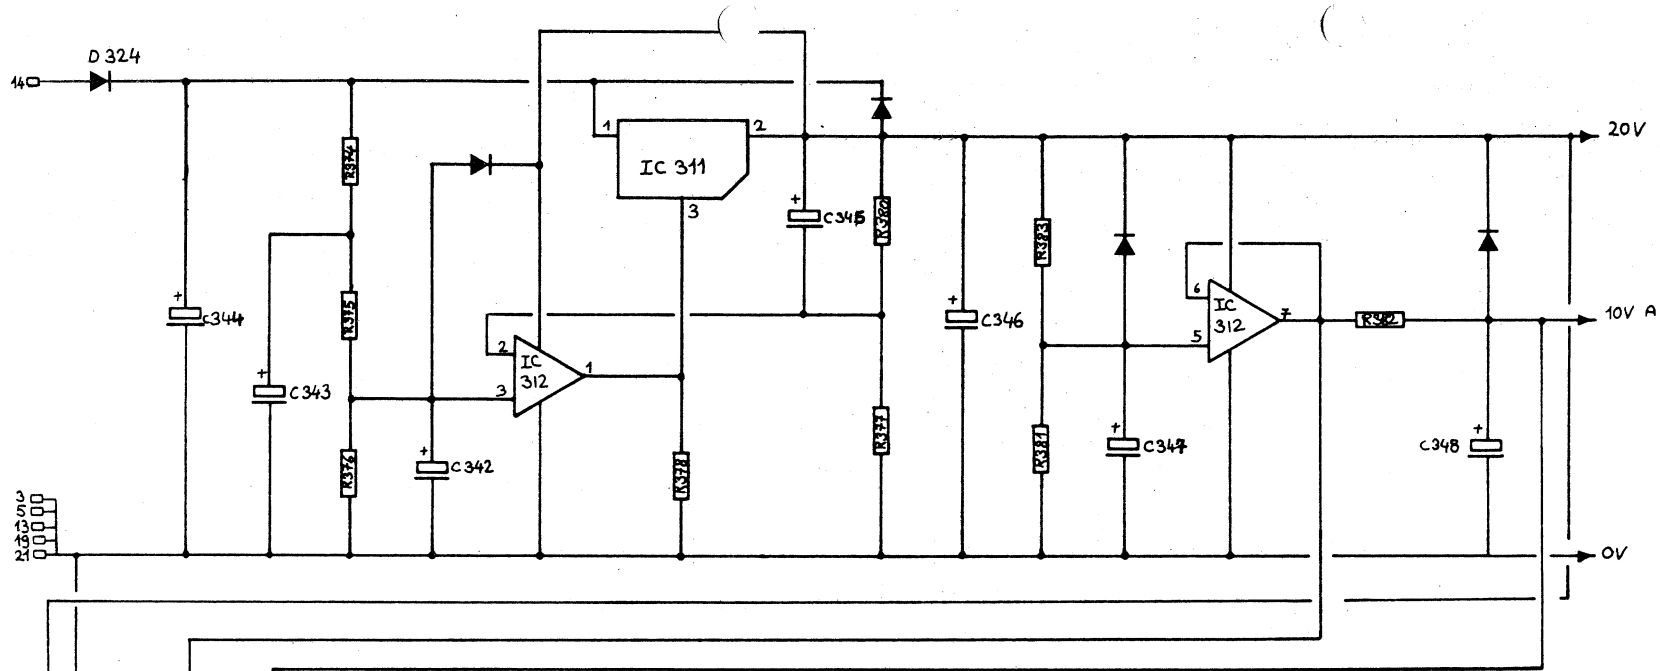 D 324
14
1
2
20V
R374
IC 311
3
+
C345
R380
R383
6
IC
312
7
5
R382
10V A
+
C344
R375
+
C346
2
IC
312
1
3
+
C343
+
C342
R376
R378
R377
R381
+
C347
+
C348
3
5
13
19
21
0V